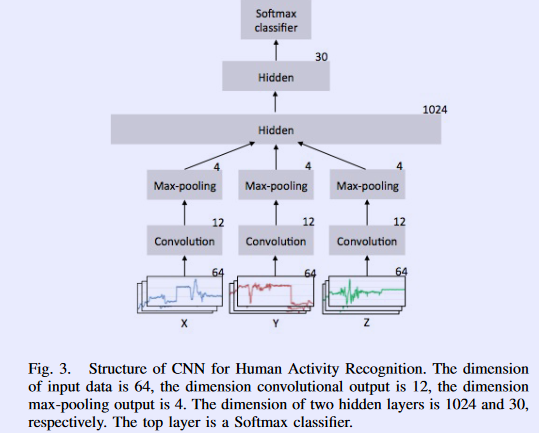 Softmax
classifier
30
Hidden
1024
Hidden
4 4 4
Max-pooling Max-pooling Max-pooling
12 12 12
Convolution Convolution Convolution
64 64 64
X Y Z
Fig. 3. Structure of CNN for Human Activity Recognition. The dimension
of input data is 64, the dimension convolutional output is 12, the dimension
max-pooling output is 4. The dimension of two hidden layers is 1024 and 30,
respectively. The top layer is a Softmax classifier.